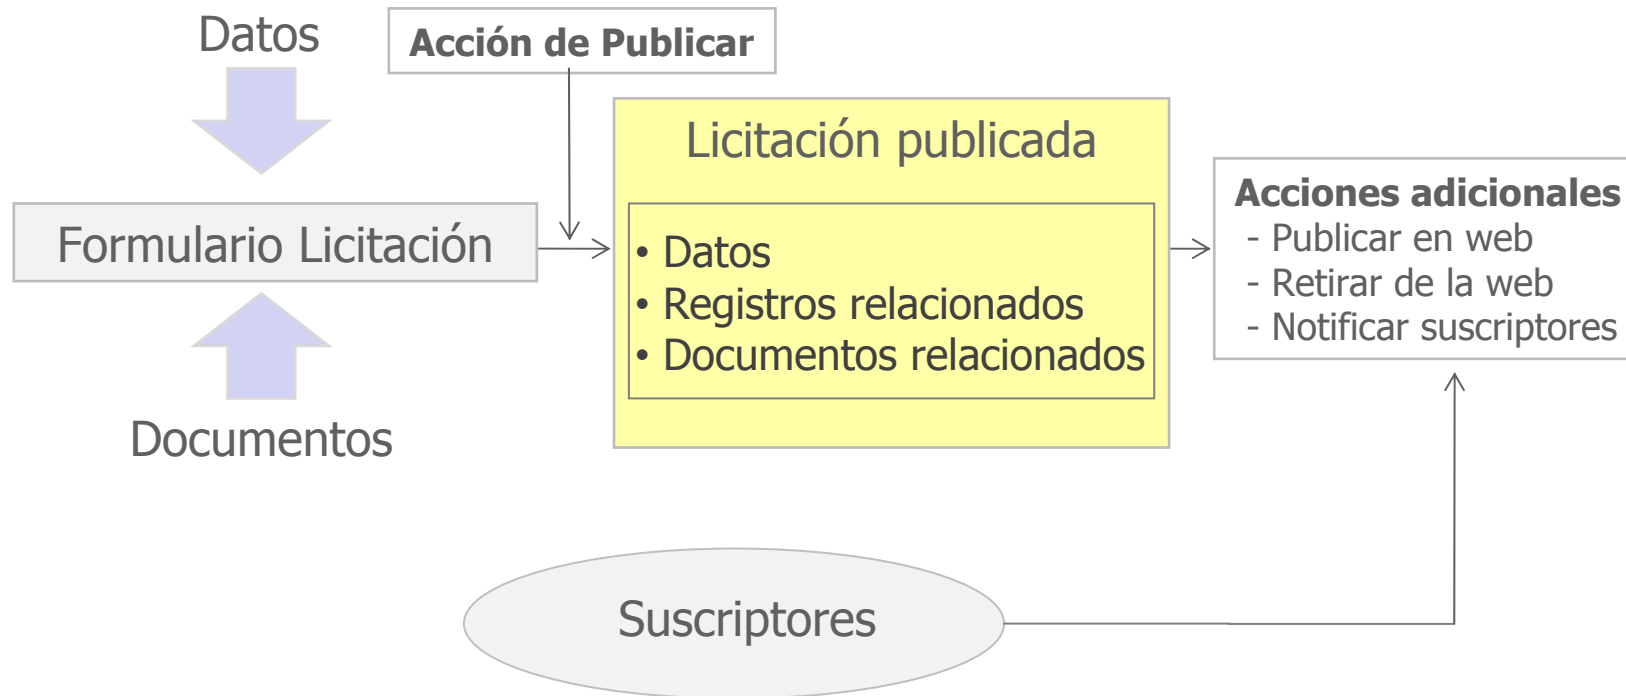 Datos
Acción de Publicar
Licitación publicada
Formulario Licitación
• Datos
• Registros relacionados
• Documentos relacionados
Acciones adicionales
- Publicar en web
- Retirar de la web
- Notificar suscriptores
Documentos
Suscriptores